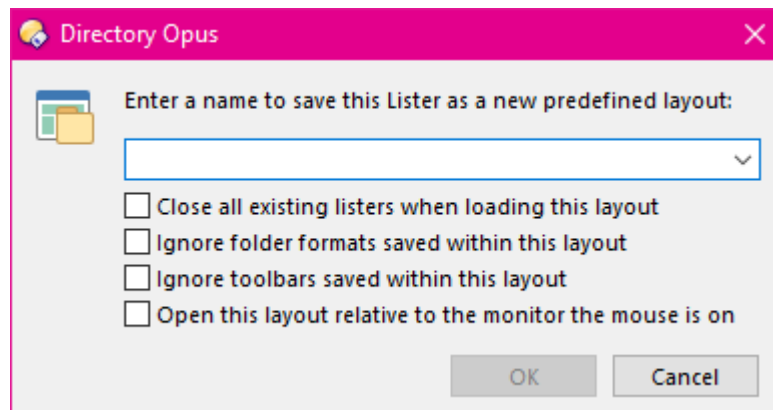 Directory Opus
Enter a name to save this Lister as a new predefined layout:
Close all existing listers when loading this layout
Ignore folder formats saved within this layout
Ignore toolbars saved within this layout
Open this layout relative to the monitor the mouse is on
OK Cancel